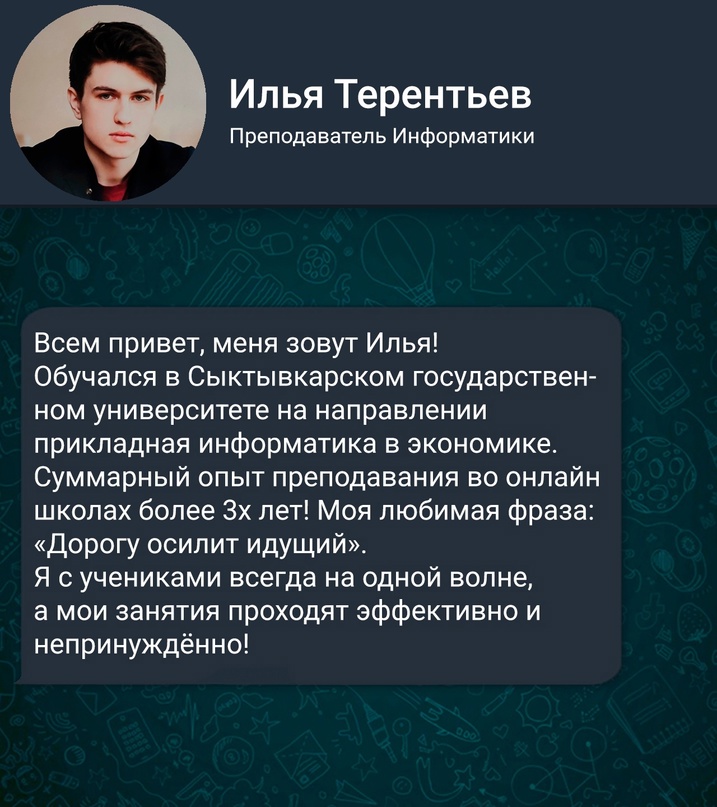 Илья Терентьев
Преподаватель Информатики
Всем привет, меня зовут Илья!
Обучался в Сыктывкарском государствен-
ном университете на направлении
прикладная информатика в экономике.
Суммарный опыт преподавания во онлайн
школах более 3х лет! Моя любимая фраза:
«Дорогу осилит идущий».
Я с учениками всегда на одной волне,
а мои занятия проходят эффективно и
непринуждённо!